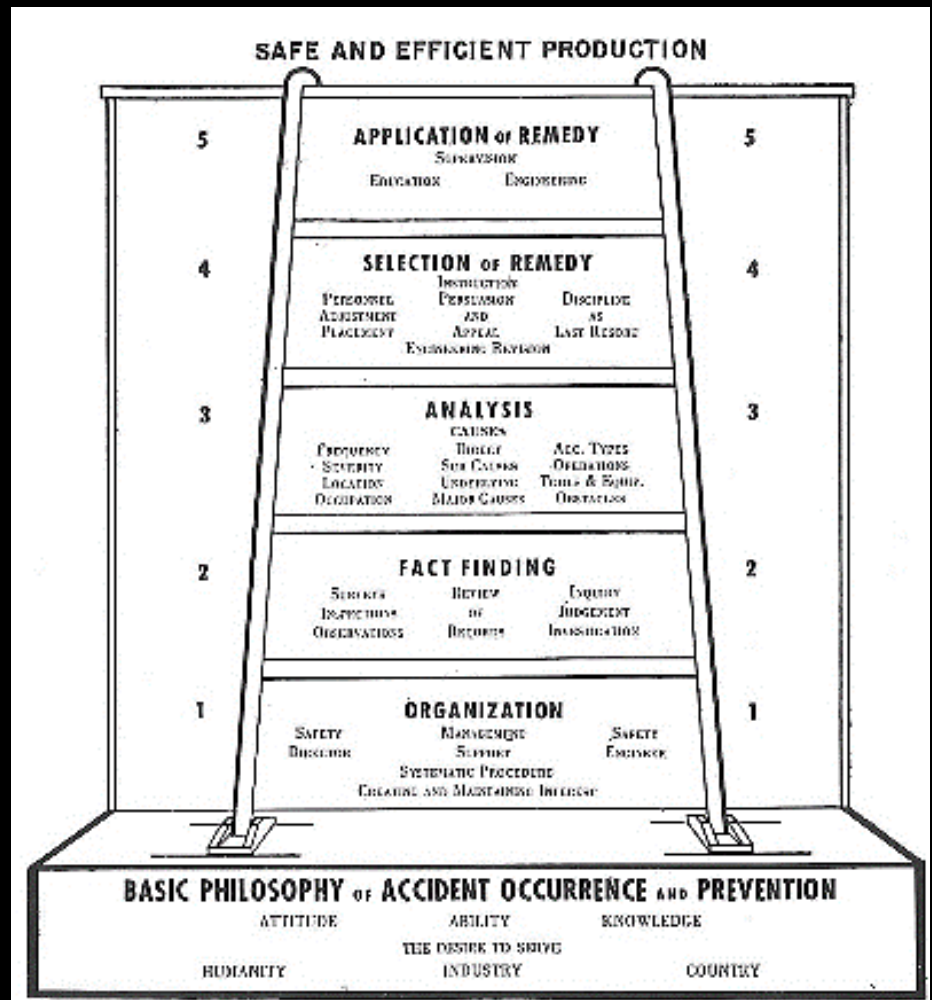 SAFE AND EFFICIENT PRODUCTION
5 APPLICATION OF REMEDY 5
SUPERVISION
EDUCATION ENGINEERING
4 SELECTION OF REMEDY 4
INSTRUCTION
PERSONNEL PERSUASION DISCIPLINE
ADJUSTMENT AND AS
PLACEMENT APPEAL LAST RESORT
ENGINEERING REVISION
3 ANALYSIS 3
CAUSES
FREQUENCY DIRECT ACC. TYPES
SEVERITY SUB CAUSES OPERATIONS
LOCATION UNDERLYING TOOLS & EQUIP.
OCCUPATION MAJOR CAUSES OBSTACLES
2 FACT FINDING 2
SURVEYS REVIEW INQUIRY
INSPECTIONS OF JUDGEMENT
OBSERVATIONS RECORDS INVESTIGATION
1 ORGANIZATION 1
SAFETY MANAGEMENT SAFETY
DIRECTOR SUPPORT ENGINEER
SYSTEMATIC PROCEDURE
CREATING AND MAINTAINING INTEREST
BASIC PHILOSOPHY OF ACCIDENT OCCURRENCE AND PREVENTION
ATTITUDE ABILITY KNOWLEDGE
THE DESIRE TO SERVE
HUMANITY INDUSTRY COUNTRY